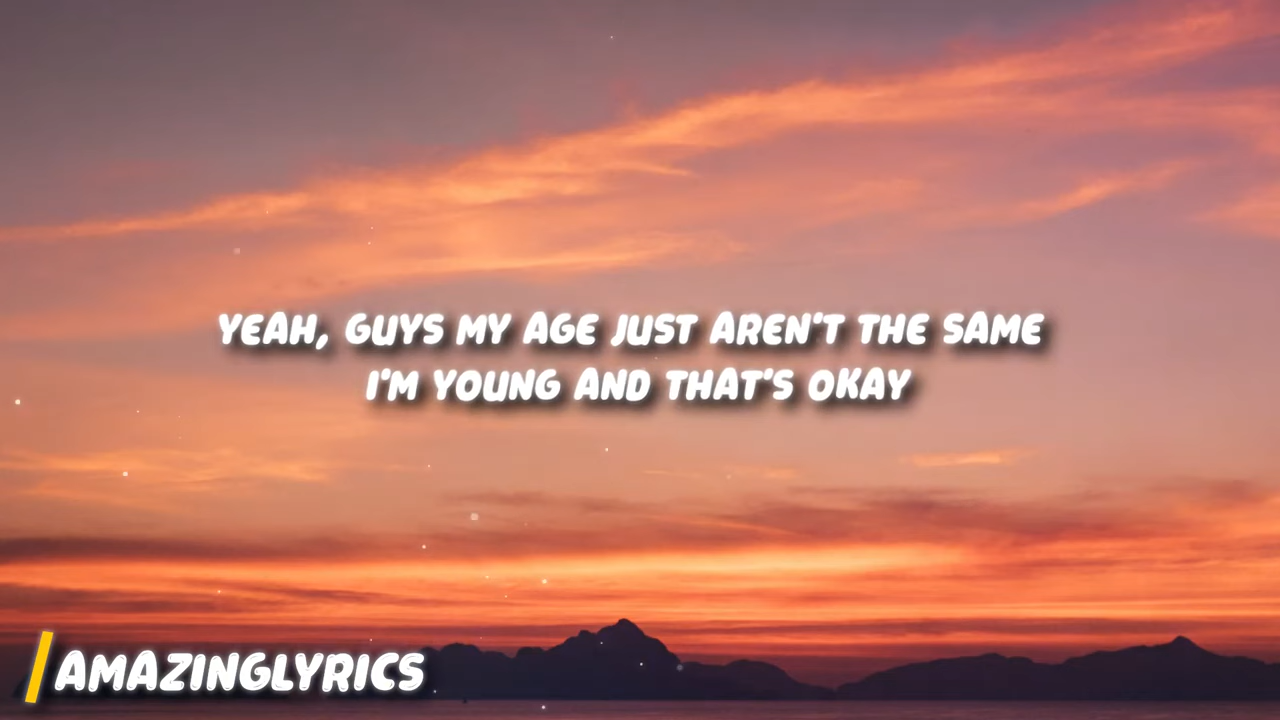 YEAH, GUYS MY AGE JUST AREN'T THE SAME
I'M YOUNG AND THAT'S OKAY
AMAZINGLYRICS